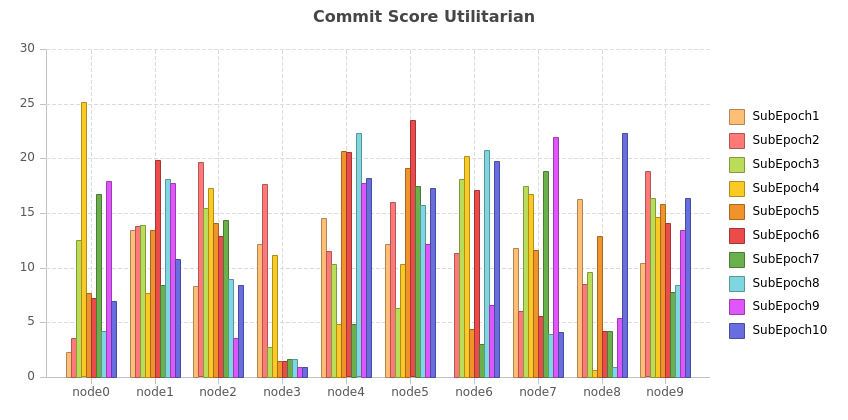 Commit Score Utilitarian
30
25
20
15
10
5
0
node0 node1 node2 node3 node4 node5 node6 node7 node8 node9
SubEpoch1
SubEpoch2
SubEpoch3
SubEpoch4
SubEpoch5
SubEpoch6
SubEpoch7
SubEpoch8
SubEpoch9
SubEpoch10